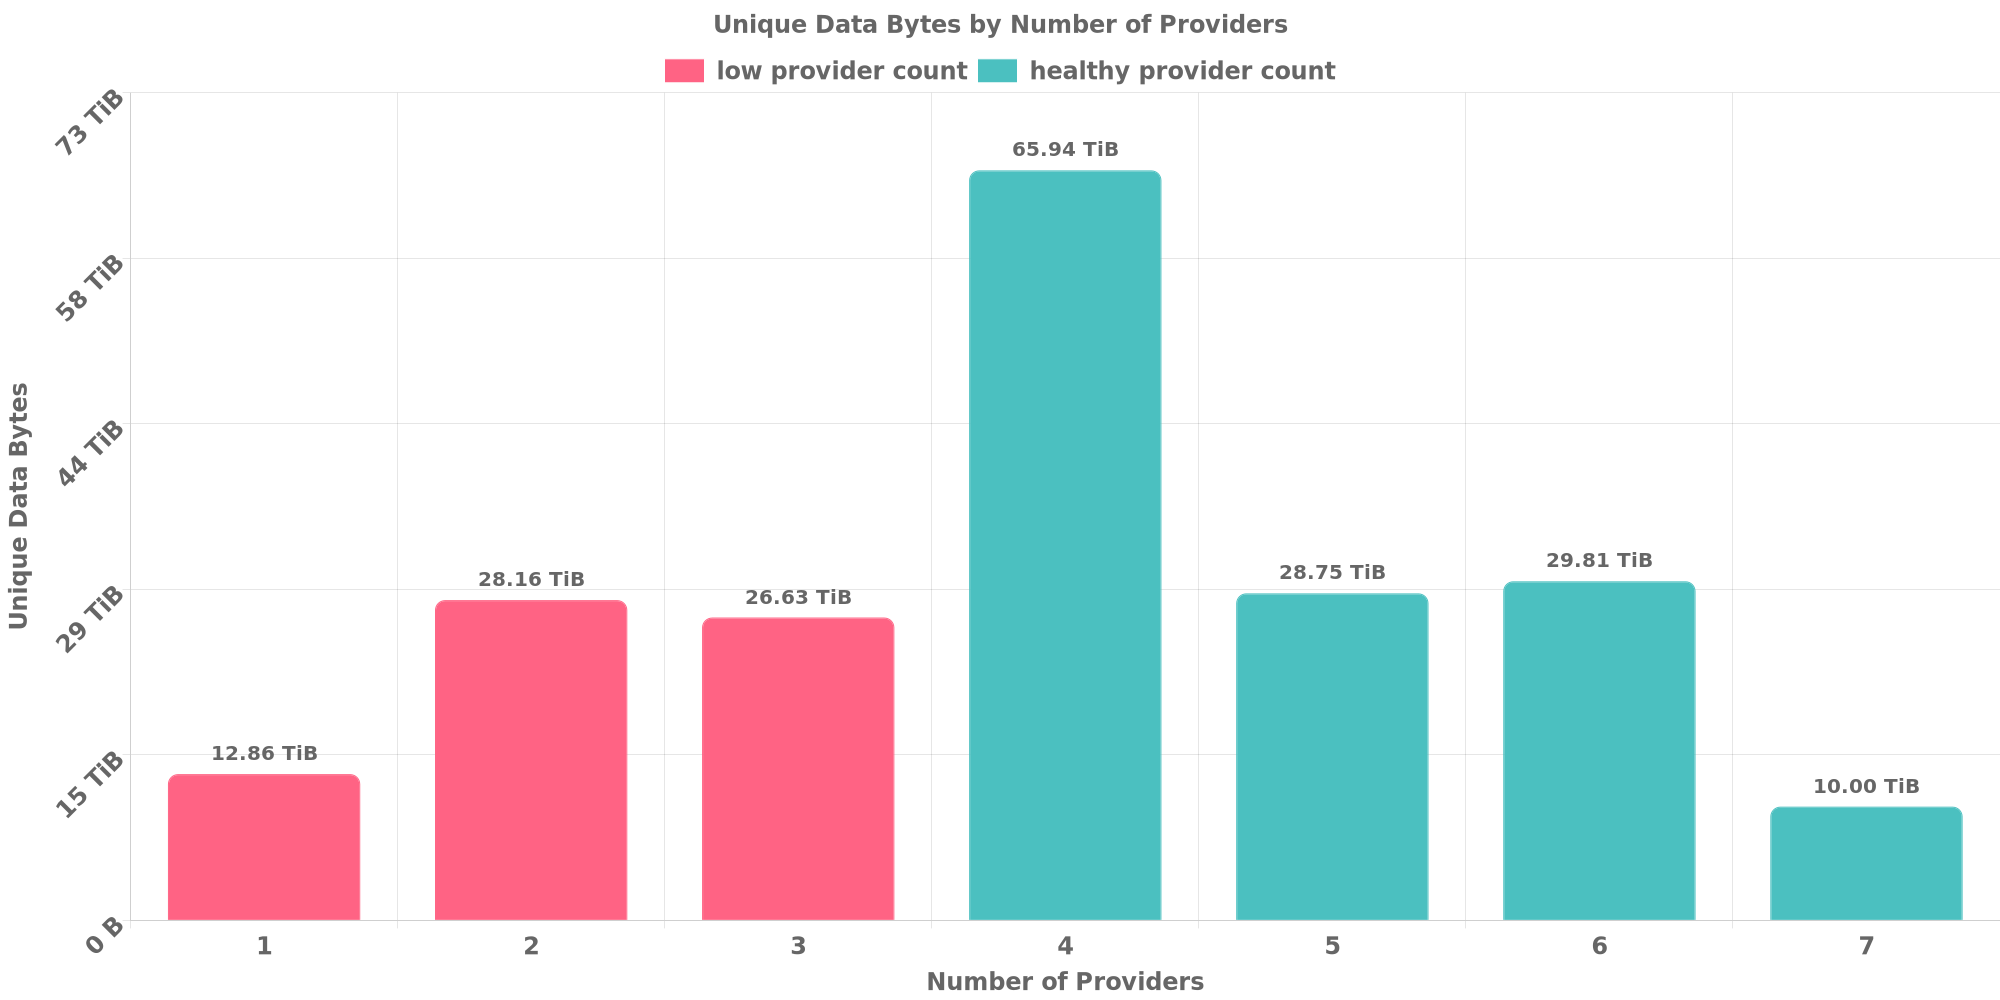 Unique Data Bytes by Number of Providers
low provider count healthy provider count
73 TiB
58 TiB
44 TiB
29 TiB
15 TiB
0 B
Unique Data Bytes
12.86 TiB
28.16 TiB
26.63 TiB
65.94 TiB
28.75 TiB
29.81 TiB
10.00 TiB
1 2 3 4 5 6 7
Number of Providers